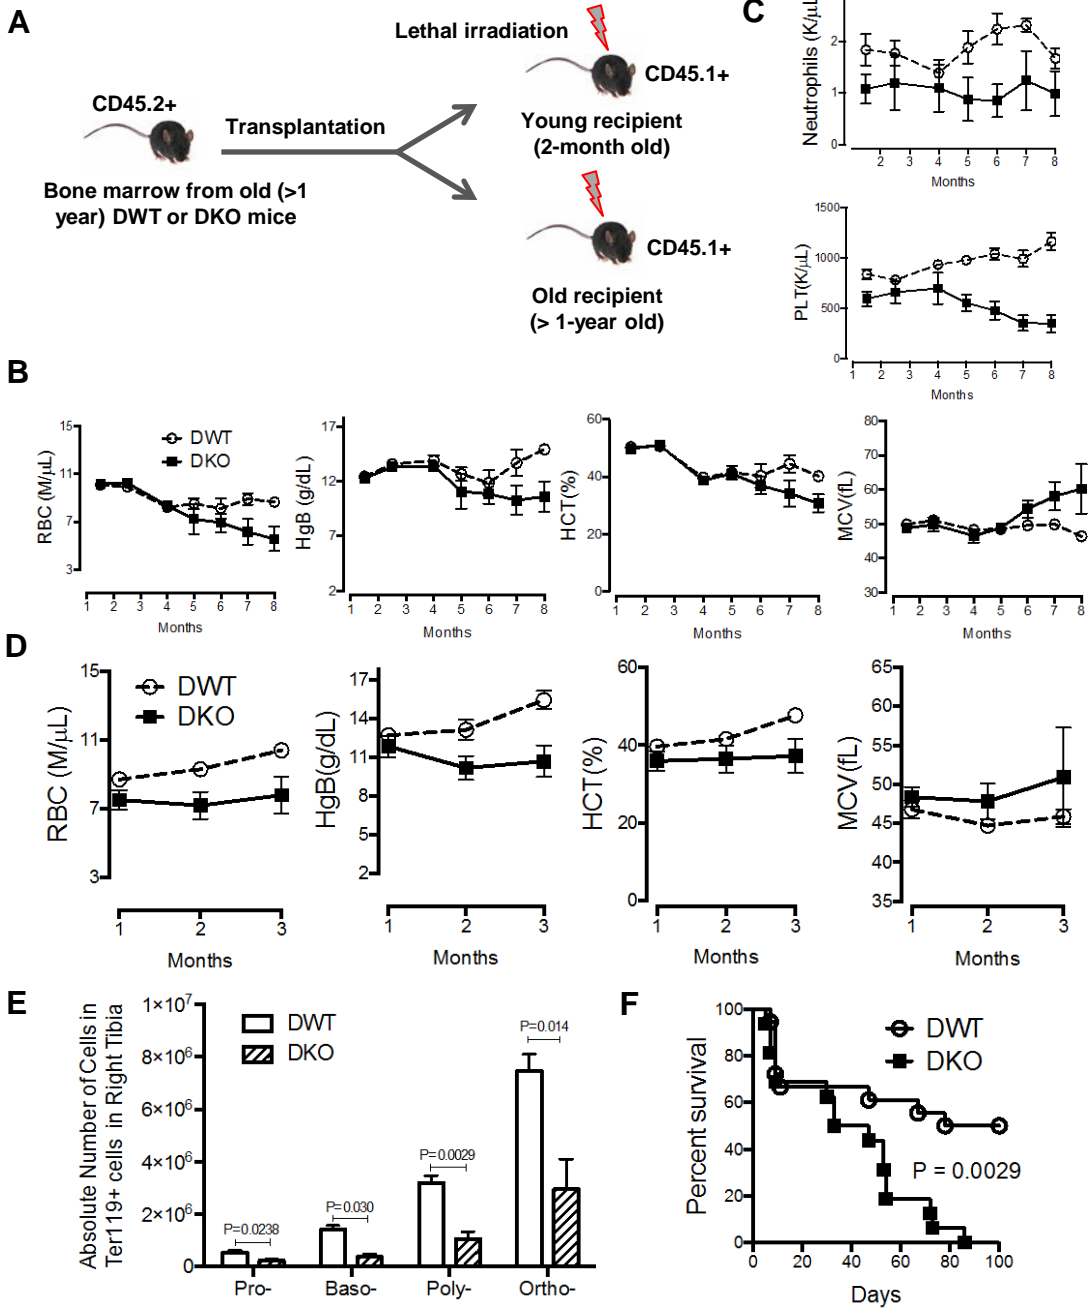 A
Lethal irradiation
CD45.1+
CD45.2+
Transplantation
Young recipient
(2-month old)
Bone marrow from old (>1
year) DWT or DKO mice
CD45.1+
Old recipient
(> 1-year old)
C
Neutrophils (K/μL)
2
1
0
2 3 4 5 6 7 8
Months
PLT(K/μL)
1500
1000
500
0
1 2 3 4 5 6 7 8
Months
B
RBC (M/μL)
15
11
7
3
DWT
DKO
1 2 3 4 5 6 7 8
Months
HgB (g/dL)
17
12
7
2
1 2 3 4 5 6 7 8
Months
HCT(%)
60
40
20
0
1 2 3 4 5 6 7 8
Months
MCV(fL)
80
70
60
50
40
30
1 2 3 4 5 6 7 8
Months
D
RBC (M/μL)
15
11
7
3
DWT
DKO
1 2 3
Months
HgB(g/dL)
17
14
11
8
5
2
1 2 3
Months
HCT(%)
60
40
20
0
1 2 3
Months
MCV(fL)
65
60
55
50
45
40
35
1 2 3
Months
E
Absolute Number of Cells in
Ter119+ cells in Right Tibia
1×10⁷
8×10⁶
6×10⁶
4×10⁶
2×10⁶
0
DWT
DKO
P=0.0238
P=0.030
P=0.0029
P=0.014
Pro- Baso- Poly- Ortho-
F
Percent survival
100
80
60
40
20
0
DWT
DKO
P = 0.0029
0 20 40 60 80 100
Days